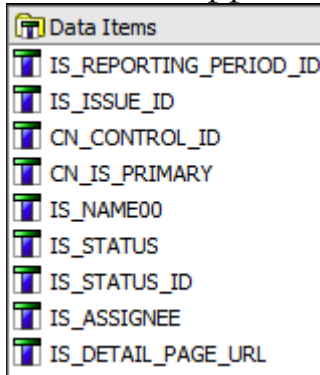 Data Items
IS_REPORTING_PERIOD_ID
IS_ISSUE_ID
CN_CONTROL_ID
CN_IS_PRIMARY
IS_NAME00
IS_STATUS
IS_STATUS_ID
IS_ASSIGNEE
IS_DETAIL_PAGE_URL